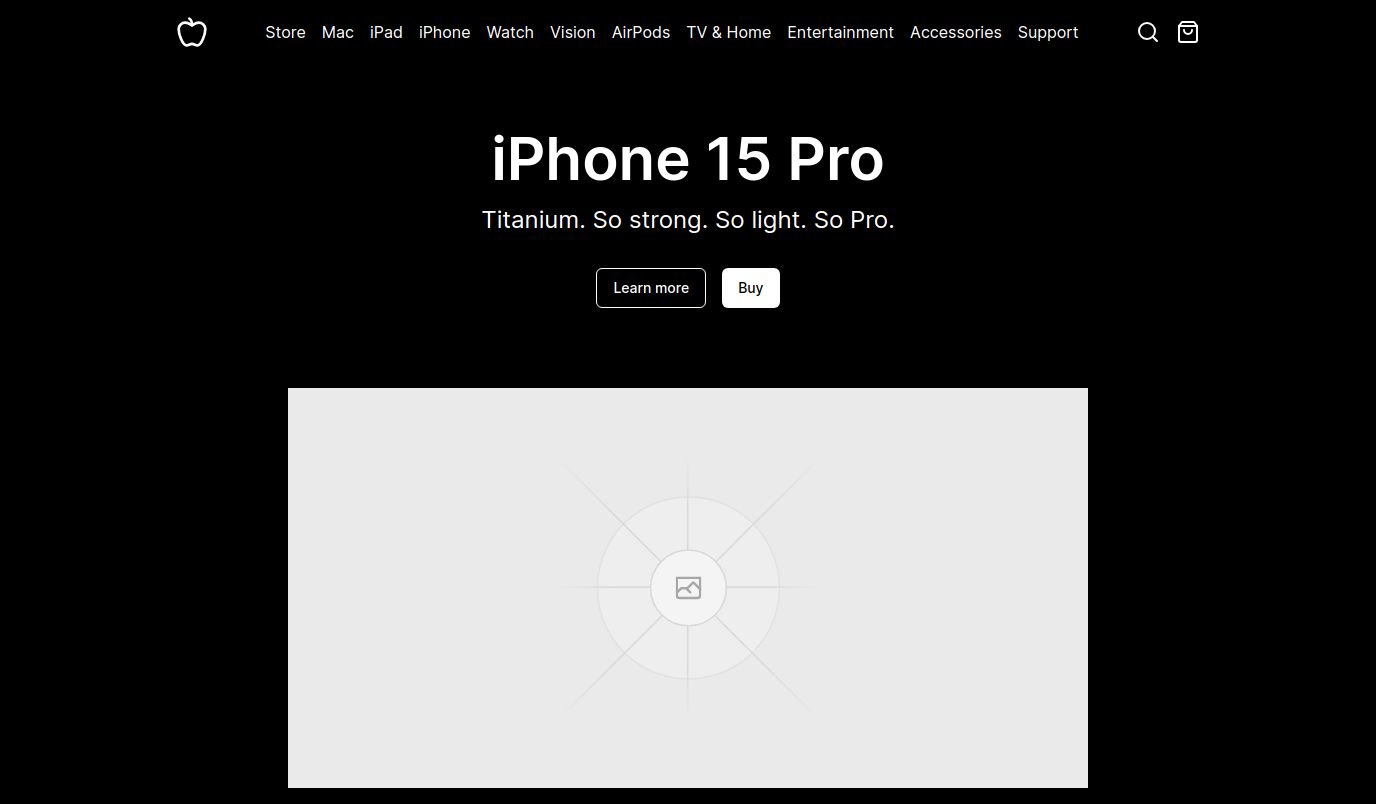 Store Mac iPad iPhone Watch Vision AirPods TV & Home Entertainment Accessories Support
iPhone 15 Pro
Titanium. So strong. So light. So Pro.
Learn more Buy